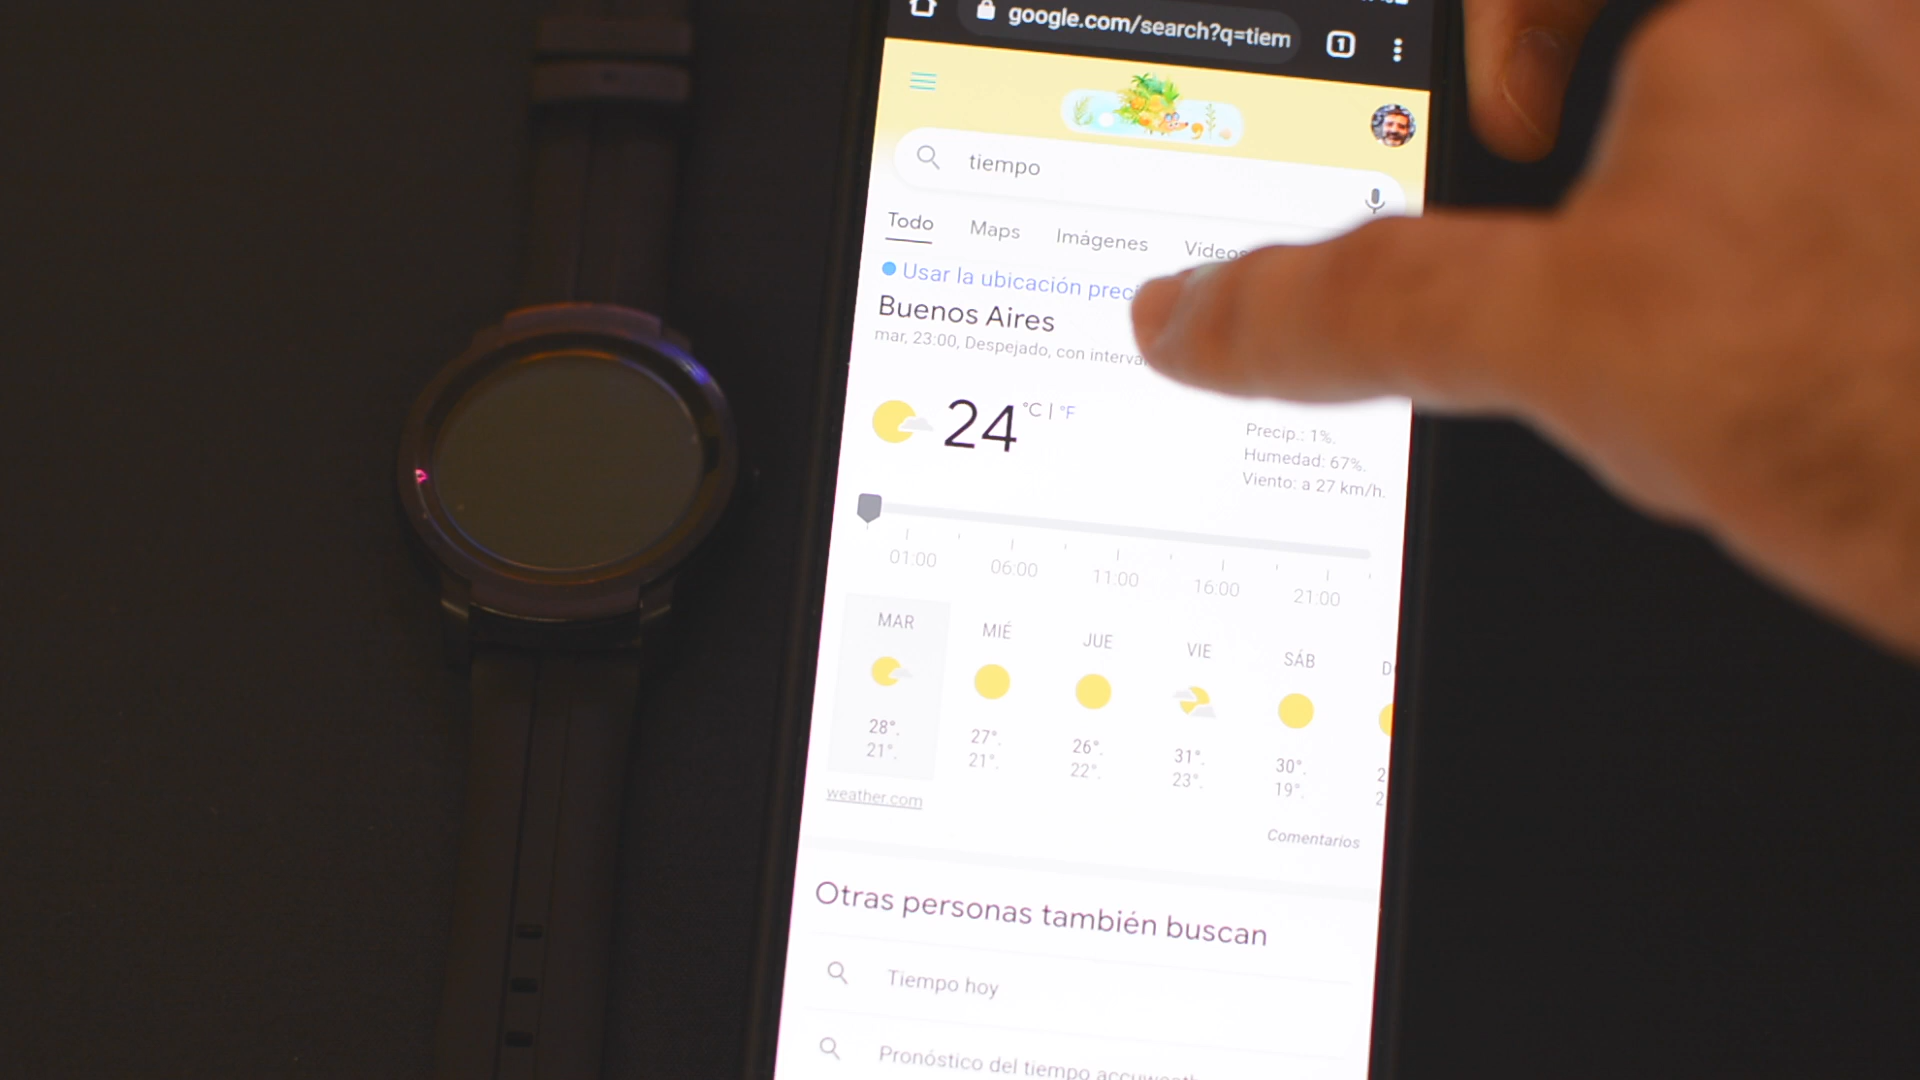 google.com/search?q=tiem
1
tiempo
Todo Maps Imágenes Videos
Usar la ubicación
Buenos Aires
mar, 23:00, Despejado, con
24 °C | °F
Precip.: 1%.
Humedad: 67%.
Viento: a 27 km/h.
01:00 06:00 11:00 16:00 21:00
MAR MIÉ JUE VIE SÁB
28°. 27°. 26°. 31°. 30°.
21°. 21°. 22°. 23°. 19°.
weather.com
Comentarios
Otras personas también buscan
Tiempo hoy
Pronóstico del tiempo